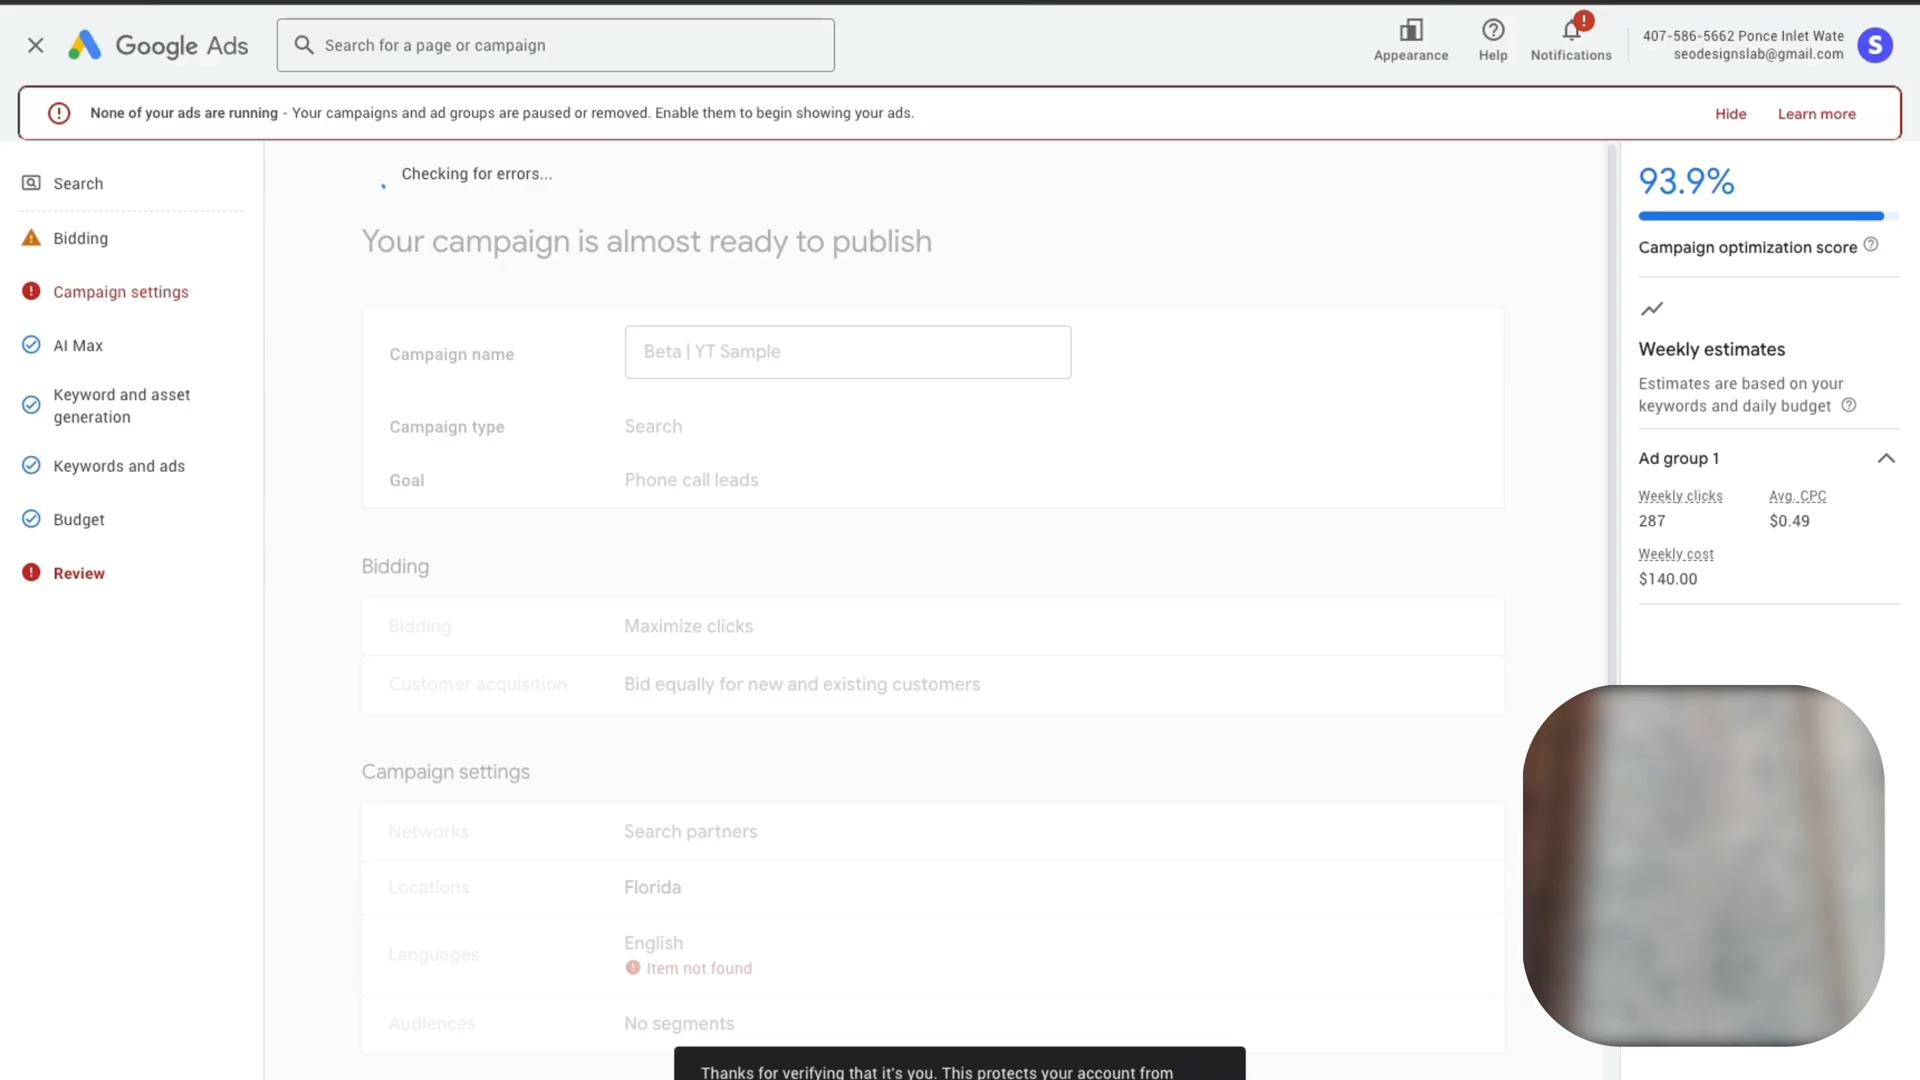 Google Ads
Search for a page or campaign
Appearance
Help
Notifications
407-586-5662 Ponce Inlet Wate
seodesignslab@gmail.com
S
None of your ads are running - Your campaigns and ad groups are paused or removed. Enable them to begin showing your ads.
Hide
Learn more
Search
Bidding
Campaign settings
AI Max
Keyword and asset
generation
Keywords and ads
Budget
Review
Checking for errors...
Your campaign is almost ready to publish
Campaign name
Beta | YT Sample
Campaign type
Search
Goal
Phone call leads
Bidding
Bidding
Maximize clicks
Customer acquisition
Bid equally for new and existing customers
Campaign settings
Networks
Search partners
Locations
Florida
Languages
English
Item not found
Audiences
No segments
Thanks for verifying that it's you. This protects your account from
93.9%
Campaign optimization score
Weekly estimates
Estimates are based on your
keywords and daily budget
Ad group 1
Weekly clicks
Avg. CPC
287
$0.49
Weekly cost
$140.00